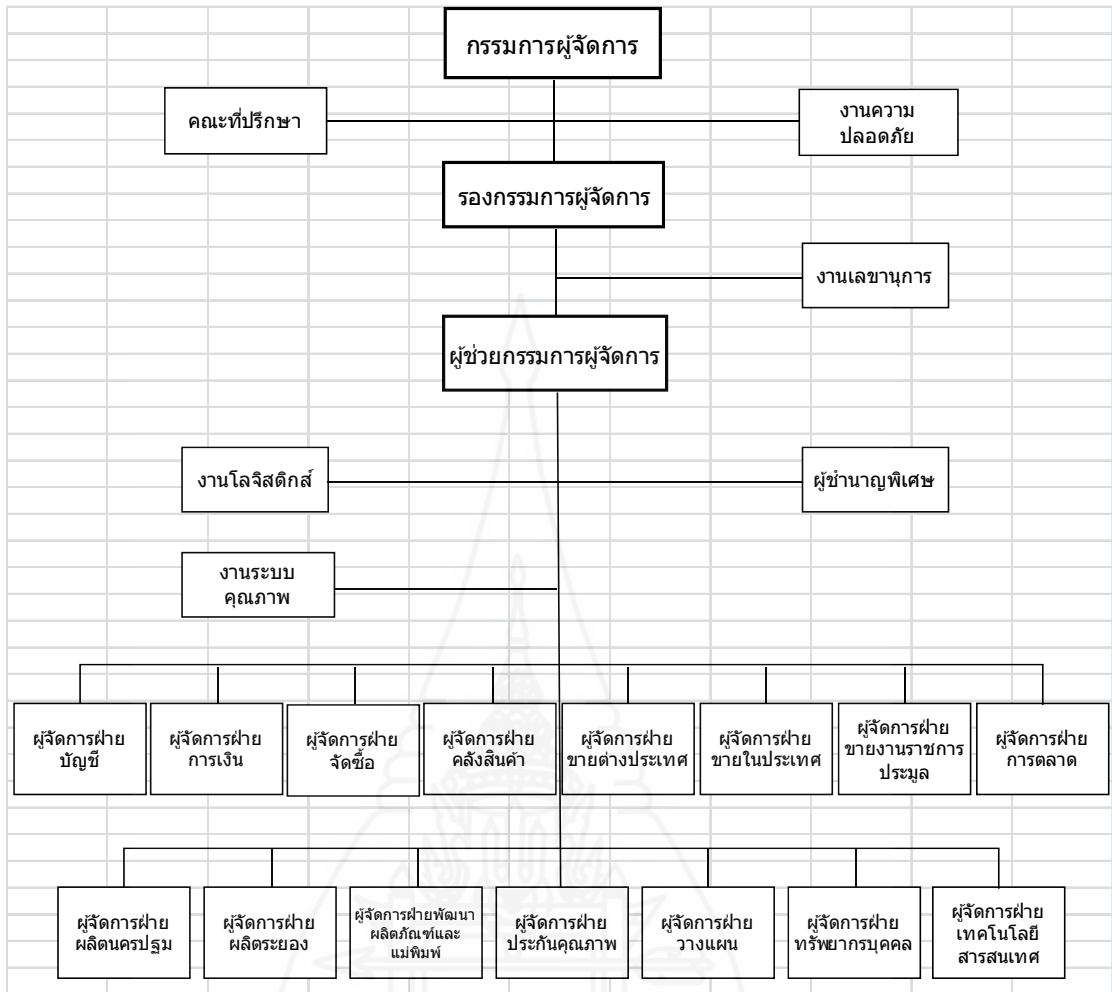 กรรมการผู้จัดการ
คณะที่ปรึกษา
งานความ
ปลอดภัย
รองกรรมการผู้จัดการ
งานเลขานุการ
ผู้ช่วยกรรมการผู้จัดการ
งานโลจิสติกส์
ผู้ชำนาญพิเศษ
งานระบบ
คุณภาพ
ผู้จัดการฝ่าย
บัญชี
ผู้จัดการฝ่าย
การเงิน
ผู้จัดการฝ่าย
จัดซื้อ
ผู้จัดการฝ่าย
คลังสินค้า
ผู้จัดการฝ่าย
ขายต่างประเทศ
ผู้จัดการฝ่าย
ขายในประเทศ
ผู้จัดการฝ่าย
ขายงานราชการ
ประมูล
ผู้จัดการฝ่าย
การตลาด
ผู้จัดการฝ่าย
ผลิตนครปฐม
ผู้จัดการฝ่าย
ผลิตระยอง
ผู้จัดการฝ่ายพัฒนา
ผลิตภัณฑ์และ
แม่พิมพ์
ผู้จัดการฝ่าย
ประกันคุณภาพ
ผู้จัดการฝ่าย
วางแผน
ผู้จัดการฝ่าย
ทรัพยากรบุคคล
ผู้จัดการฝ่าย
เทคโนโลยี
สารสนเทศ